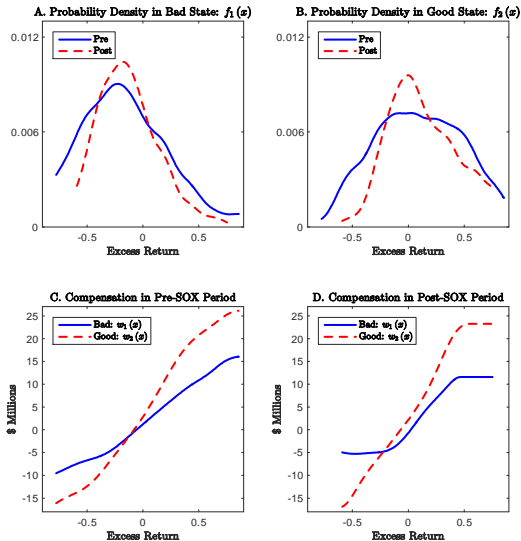 A. Probability Density in Bad State: f₁(x)
0.012
0.006
0
Pre
Post
-0.5
0
0.5
Excess Return
B. Probability Density in Good State: f₂(x)
0.012
0.006
0
Pre
Post
-0.5
0
0.5
Excess Return
C. Compensation in Pre-SOX Period
25
20
15
10
5
0
-5
-10
-15
$ Millions
Bad: w₁(x)
Good: w₂(x)
-0.5
0
0.5
Excess Return
D. Compensation in Post-SOX Period
25
20
15
10
5
0
-5
-10
-15
$ Millions
Bad: w₁(x)
Good: w₂(x)
-0.5
0
0.5
Excess Return